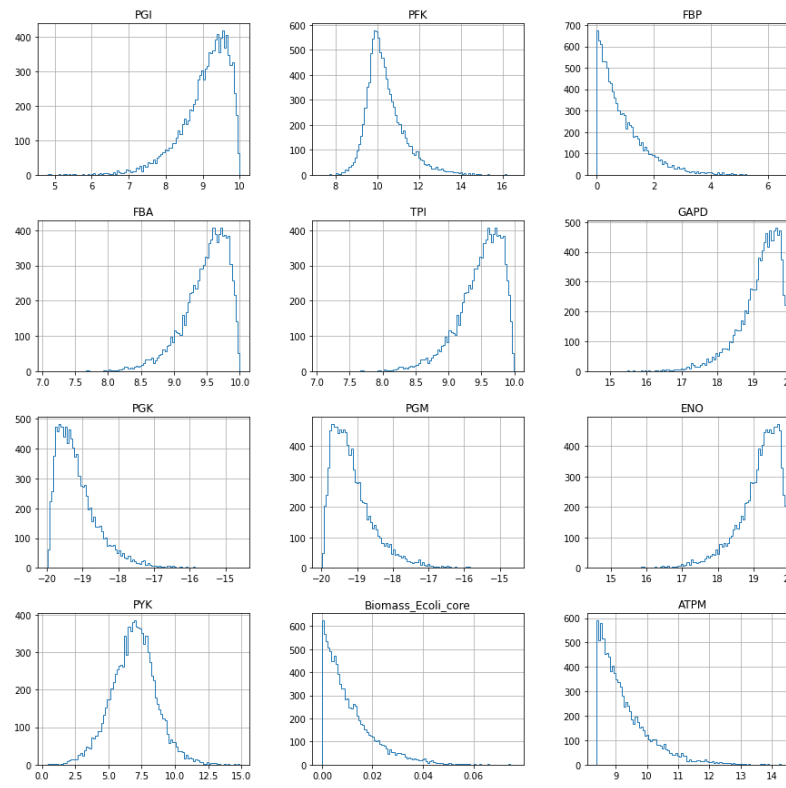 PGI PFK FBP
400 300 200 100 0
5 6 7 8 9 10
600 500 400 300 200 100 0
8 10 12 14 16
700 600 500 400 300 200 100 0
0 2 4 6
FBA TPI GAPD
400 300 200 100 0
7.0 7.5 8.0 8.5 9.0 9.5 10.0
400 300 200 100 0
7.0 7.5 8.0 8.5 9.0 9.5 10.0
500 400 300 200 100 0
15 16 17 18 19
PGK PGM ENO
500 400 300 200 100 0
−20 −19 −18 −17 −16 −15
400 300 200 100 0
−20 −19 −18 −17 −16 −15
400 300 200 100 0
15 16 17 18 19
PYK Biomass_Ecoli_core ATPM
400 300 200 100 0
0.0 2.5 5.0 7.5 10.0 12.5 15.0
600 500 400 300 200 100 0
0.00 0.02 0.04 0.06
600 500 400 300 200 100 0
9 10 11 12 13 14